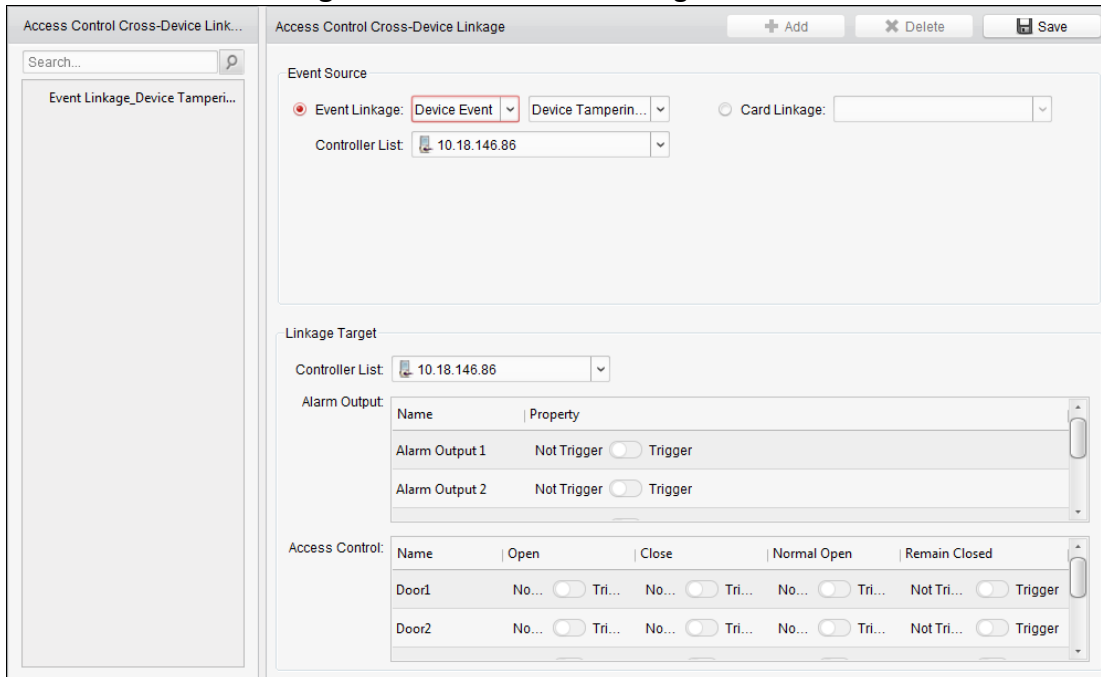 Access Control Cross-Device Link...
Search...
Event Linkage_Device Tamperi...
Access Control Cross-Device Linkage
Add
Delete
Save
Event Source
Event Linkage: Device Event Device Tamperin... Card Linkage:
Controller List: 10.18.146.86
Linkage Target
Controller List: 10.18.146.86
Alarm Output:
Name Property
Alarm Output 1 Not Trigger Trigger
Alarm Output 2 Not Trigger Trigger
Access Control:
Name Open Close Normal Open Remain Closed
Door1 No... Tri... No... Tri... No... Tri... Not Tri... Trigger
Door2 No... Tri... No... Tri... No... Tri... Not Tri... Trigger